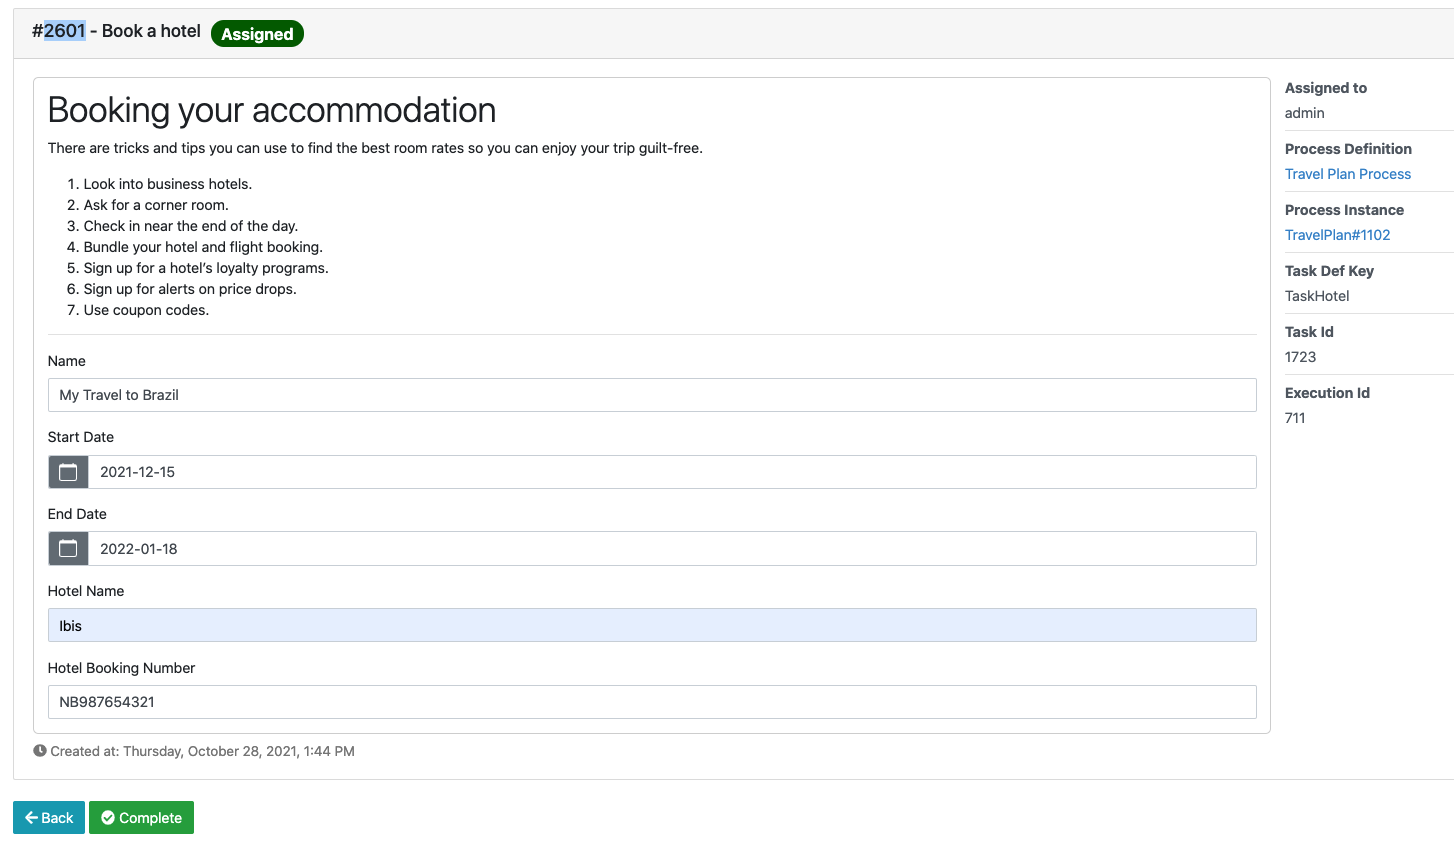 #2601 - Book a hotel Assigned
Booking your accommodation
There are tricks and tips you can use to find the best room rates so you can enjoy your trip guilt-free.
1. Look into business hotels.
2. Ask for a corner room.
3. Check in near the end of the day.
4. Bundle your hotel and flight booking.
5. Sign up for a hotel’s loyalty programs.
6. Sign up for alerts on price drops.
7. Use coupon codes.
Name
My Travel to Brazil
Start Date
2021-12-15
End Date
2022-01-18
Hotel Name
Ibis
Hotel Booking Number
NB987654321
Created at: Thursday, October 28, 2021, 1:44 PM
Assigned to
admin
Process Definition
Travel Plan Process
Process Instance
TravelPlan#1102
Task Def Key
TaskHotel
Task Id
1723
Execution Id
711
Back
Complete